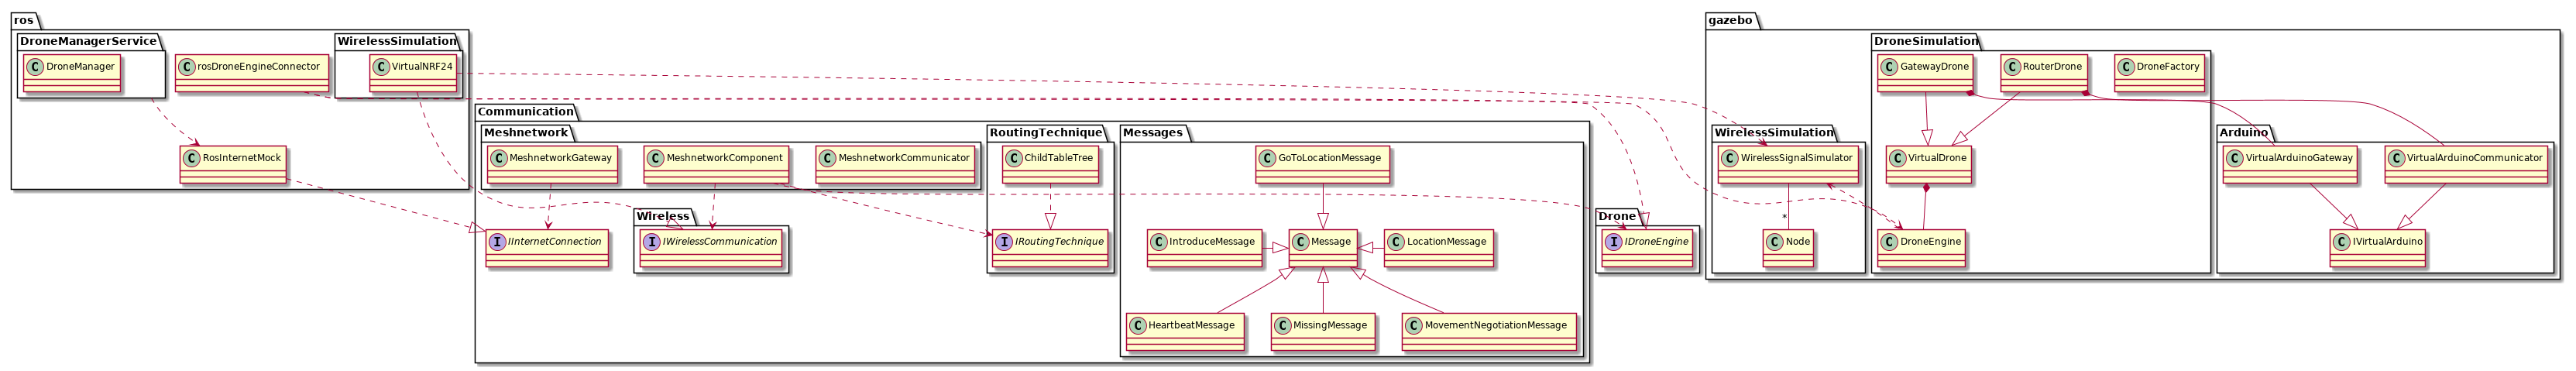 ros
DroneManagerService
C DroneManager
C rosDroneEngineConnector
WirelessSimulation
C VirtualNRF24
C RosInternetMock
Communication
Meshnetwork
C MeshnetworkGateway
C MeshnetworkComponent
C MeshnetworkCommunicator
I IInternetConnection
Wireless
I IWirelessCommunication
RoutingTechnique
C ChildTableTree
I IRoutingTechnique
Messages
C GoToLocationMessage
C IntroduceMessage
C Message
C LocationMessage
C HeartbeatMessage
C MissingMessage
C MovementNegotiationMessage
Drone
I IDroneEngine
gazebo
WirelessSimulation
C WirelessSignalSimulator
*
C Node
DroneSimulation
C GatewayDrone
C RouterDrone
C DroneFactory
C VirtualDrone
C DroneEngine
Arduino
C VirtualArduinoGateway
C VirtualArduinoCommunicator
C IVirtualArduino